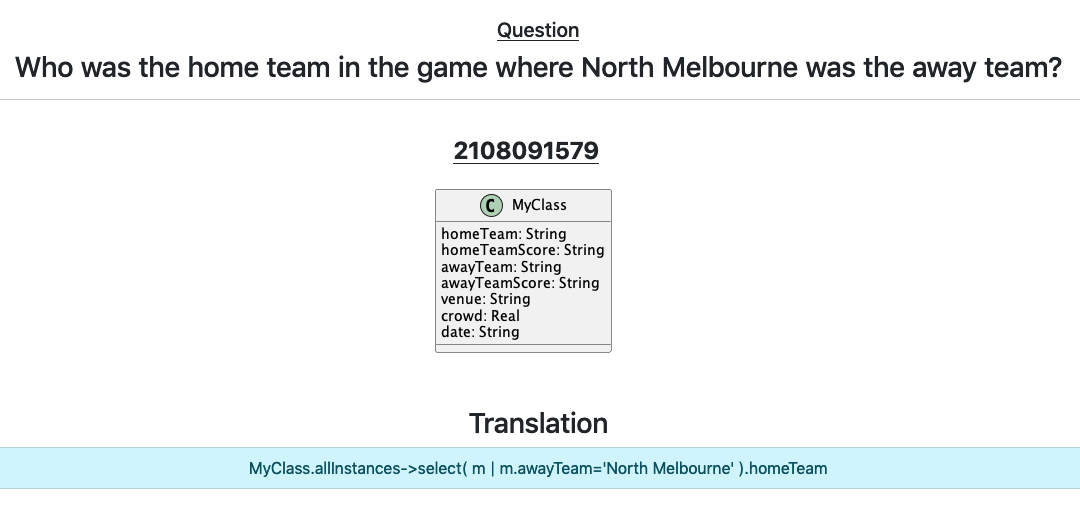 Question
Who was the home team in the game where North Melbourne was the away team?
2108091579
C MyClass
homeTeam: String
homeTeamScore: String
awayTeam: String
awayTeamScore: String
venue: String
crowd: Real
date: String
Translation
MyClass.allInstances->select( m | m.awayTeam='North Melbourne' ).homeTeam